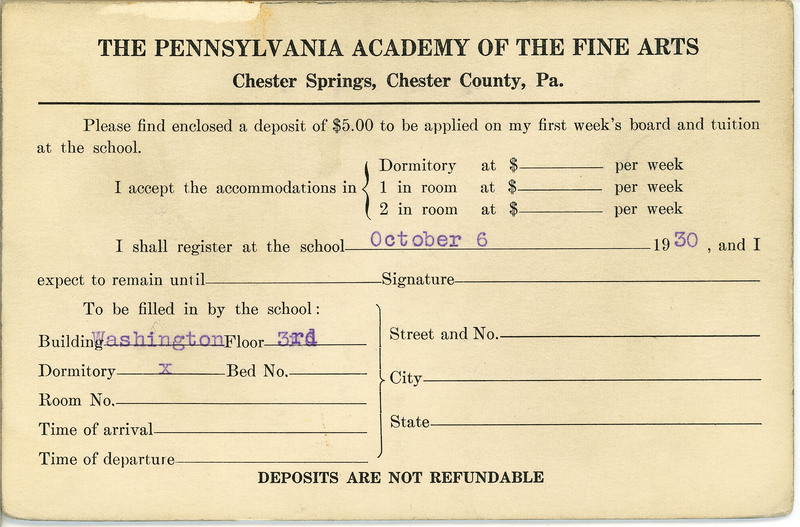 THE PENNSYLVANIA ACADEMY OF THE FINE ARTS
Chester Springs, Chester County, Pa.
Please find enclosed a deposit of $5.00 to be applied on my first week's board and tuition
at the school.
I accept the accommodations in
Dormitory at $ per week
1 in room at $ per week
2 in room at $ per week
I shall register at the school October 6 1930, and I
expect to remain until Signature
To be filled in by the school:
Building Washington Floor 3rd
Dormitory x Bed No.
Room No.
Time of arrival
Time of departure
Street and No.
City
State
DEPOSITS ARE NOT REFUNDABLE